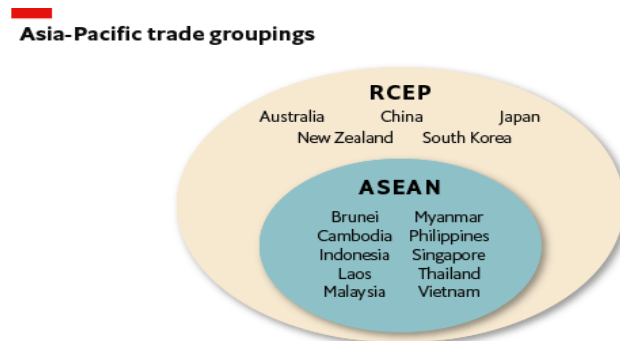 Asia-Pacific trade groupings
RCEP
Australia China Japan
New Zealand South Korea
ASEAN
Brunei Myanmar
Cambodia Philippines
Indonesia Singapore
Laos Thailand
Malaysia Vietnam